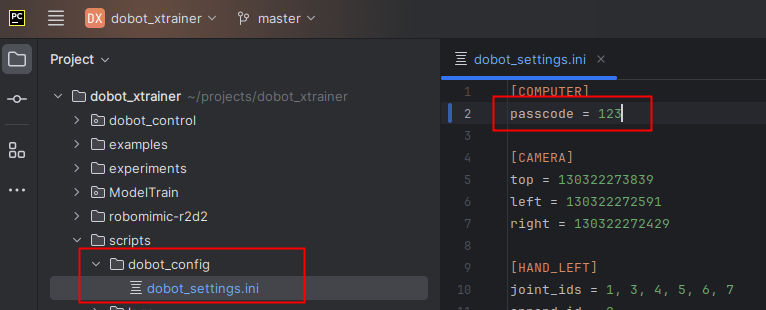 PC
DX dobot_xtrainer master
Project
dobot_xtrainer ~/projects/dobot_xtrainer
dobot_control
examples
experiments
ModelTrain
robomimic-r2d2
scripts
dobot_config
dobot_settings.ini
dobot_settings.ini
1 [COMPUTER]
2 passcode = 123
3
4 [CAMERA]
5 top = 130322273839
6 left = 130322272591
7 right = 130322272429
8
9 [HAND_LEFT]
10 joint_ids = 1, 3, 4, 5, 6, 7